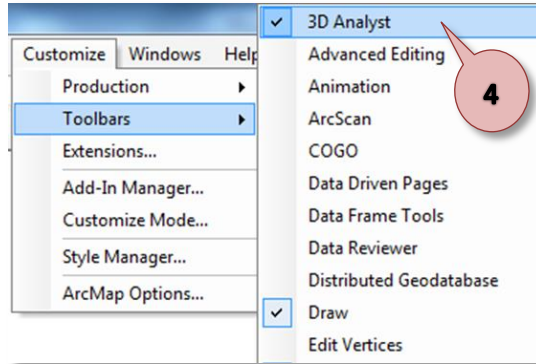 Customize Windows Help
Production
Toolbars
Extensions...
Add-In Manager...
Customize Mode...
Style Manager...
ArcMap Options...
3D Analyst
Advanced Editing
Animation
ArcScan
COGO
Data Driven Pages
Data Frame Tools
Data Reviewer
Distributed Geodatabase
Draw
Edit Vertices
4